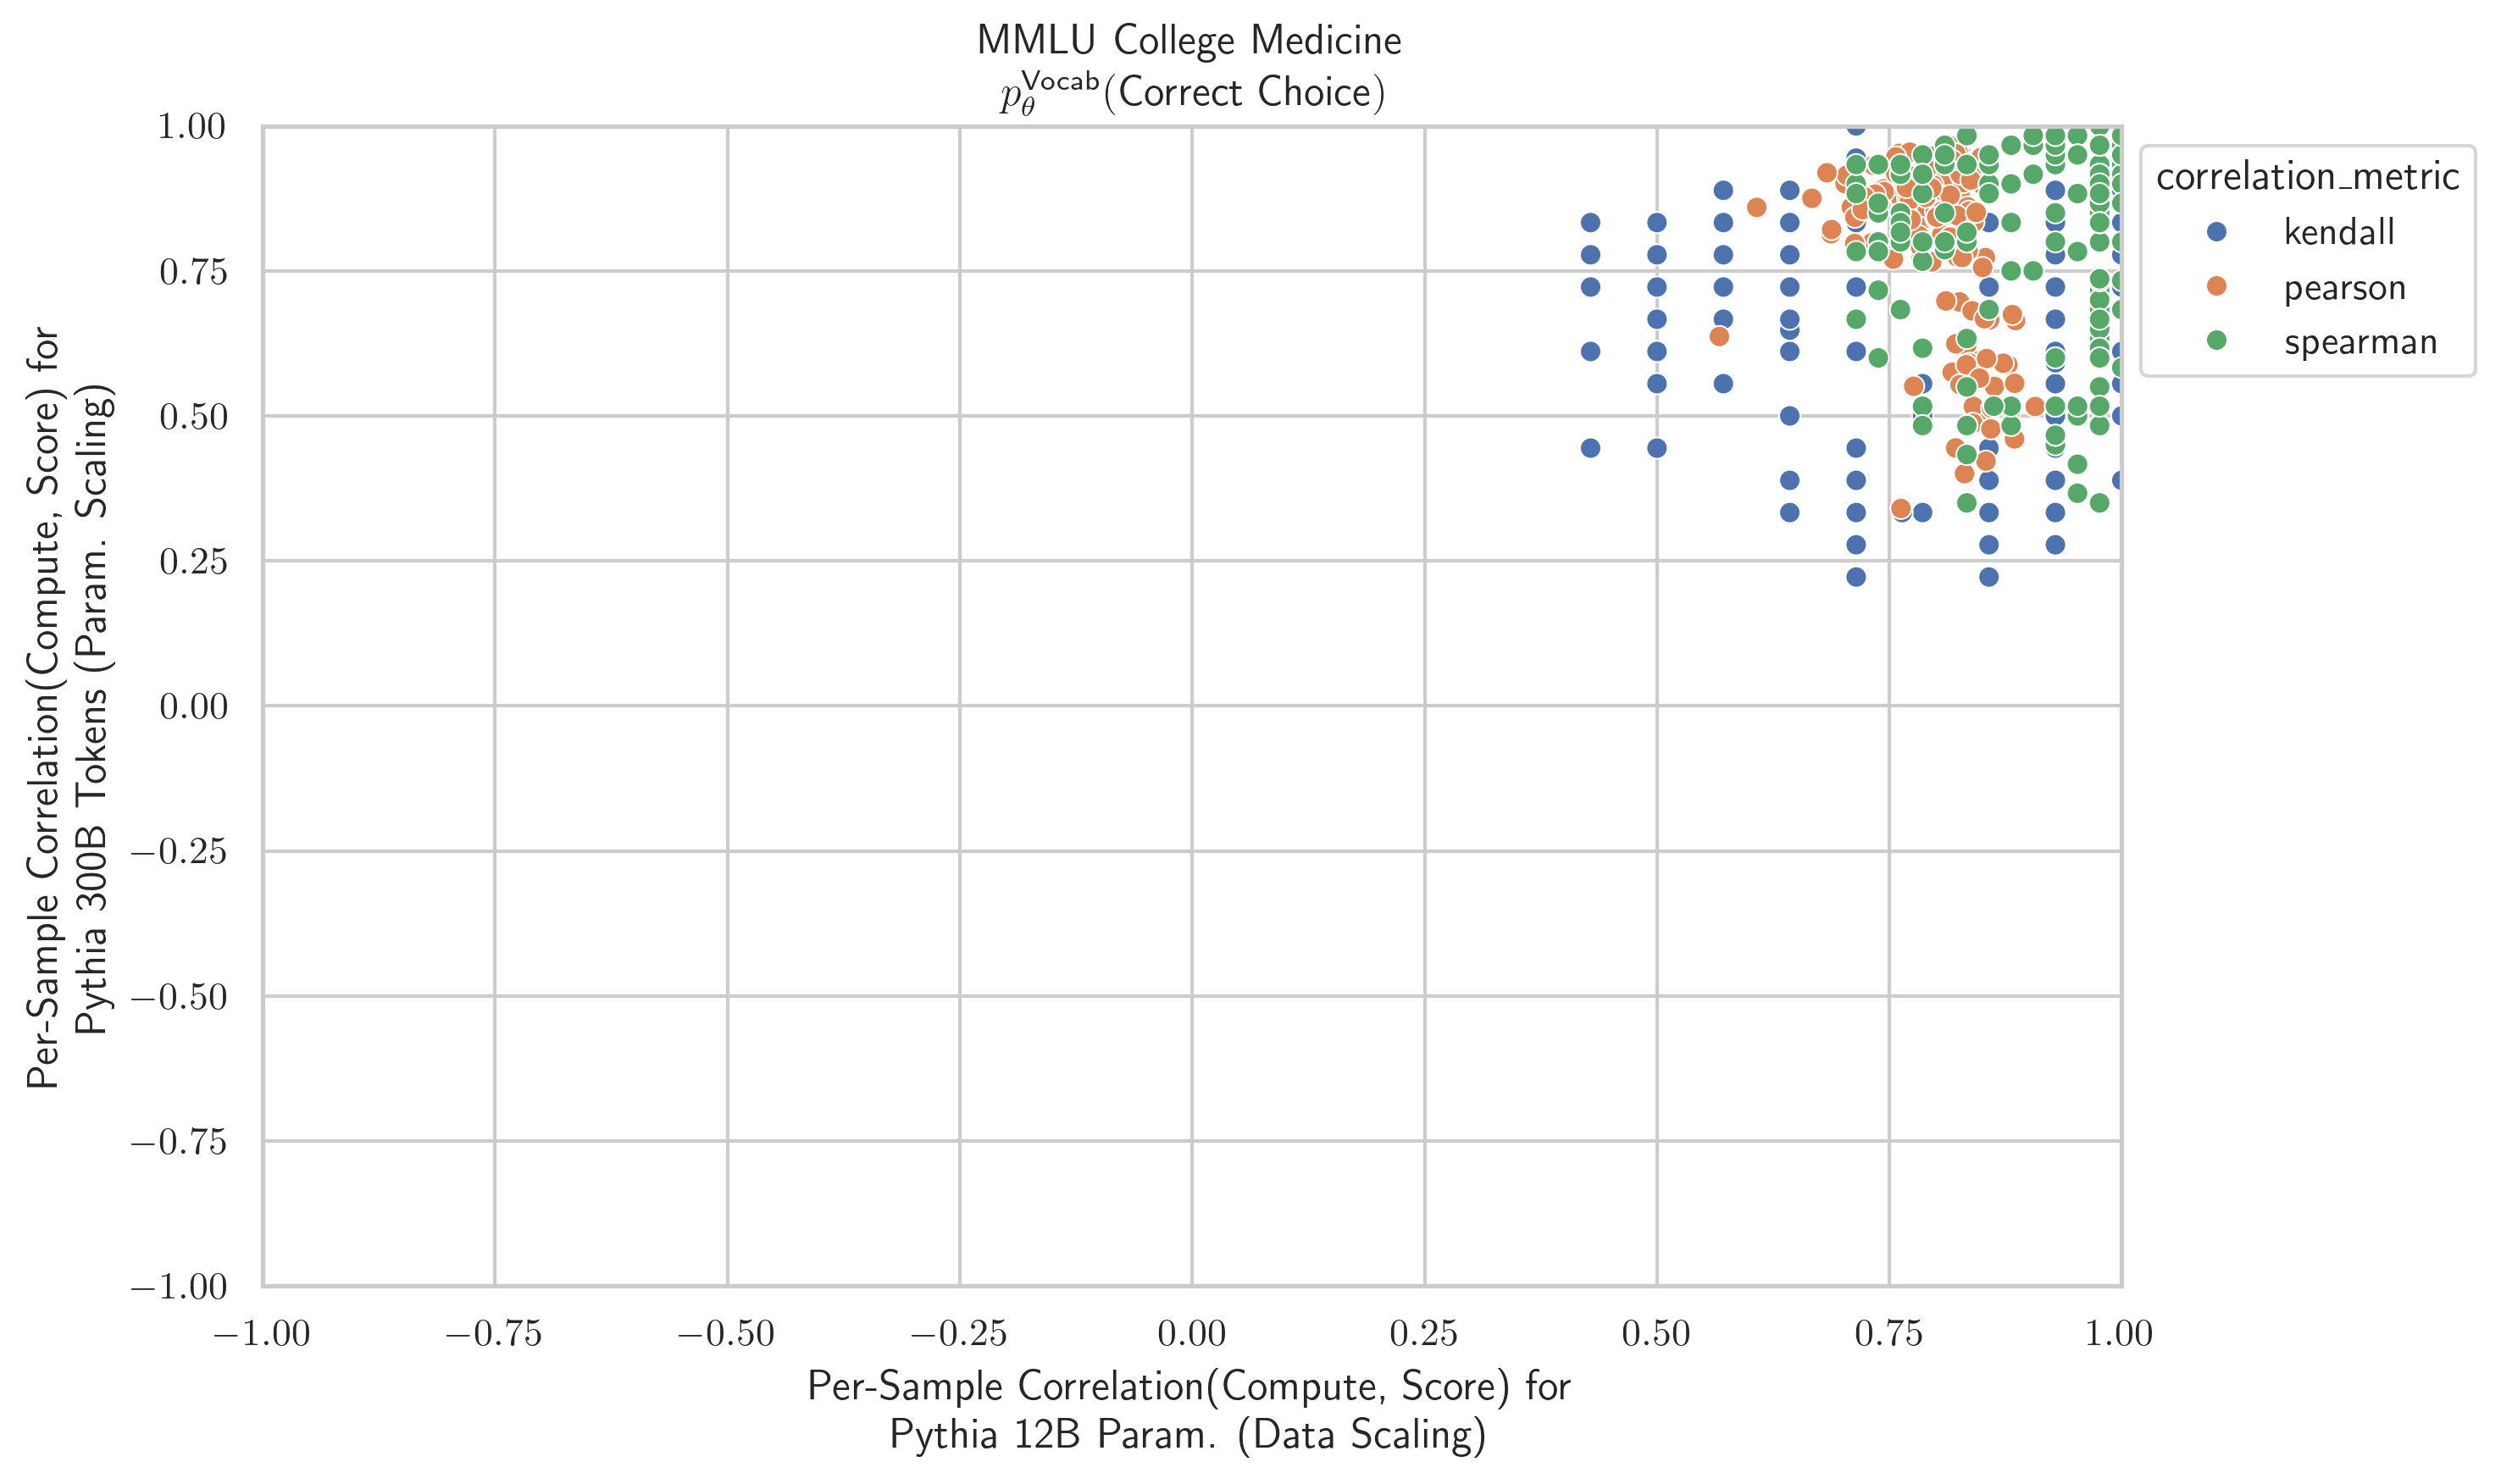 MMLU College Medicine
p_θ^Vocab(Correct Choice)
1.00
0.75
0.50
0.25
0.00
−0.25
−0.50
−0.75
−1.00
Per-Sample Correlation(Compute, Score) for
Pythia 300B Tokens (Param. Scaling)
correlation_metric
kendall
pearson
spearman
−1.00 −0.75 −0.50 −0.25 0.00 0.25 0.50 0.75 1.00
Per-Sample Correlation(Compute, Score) for
Pythia 12B Param. (Data Scaling)